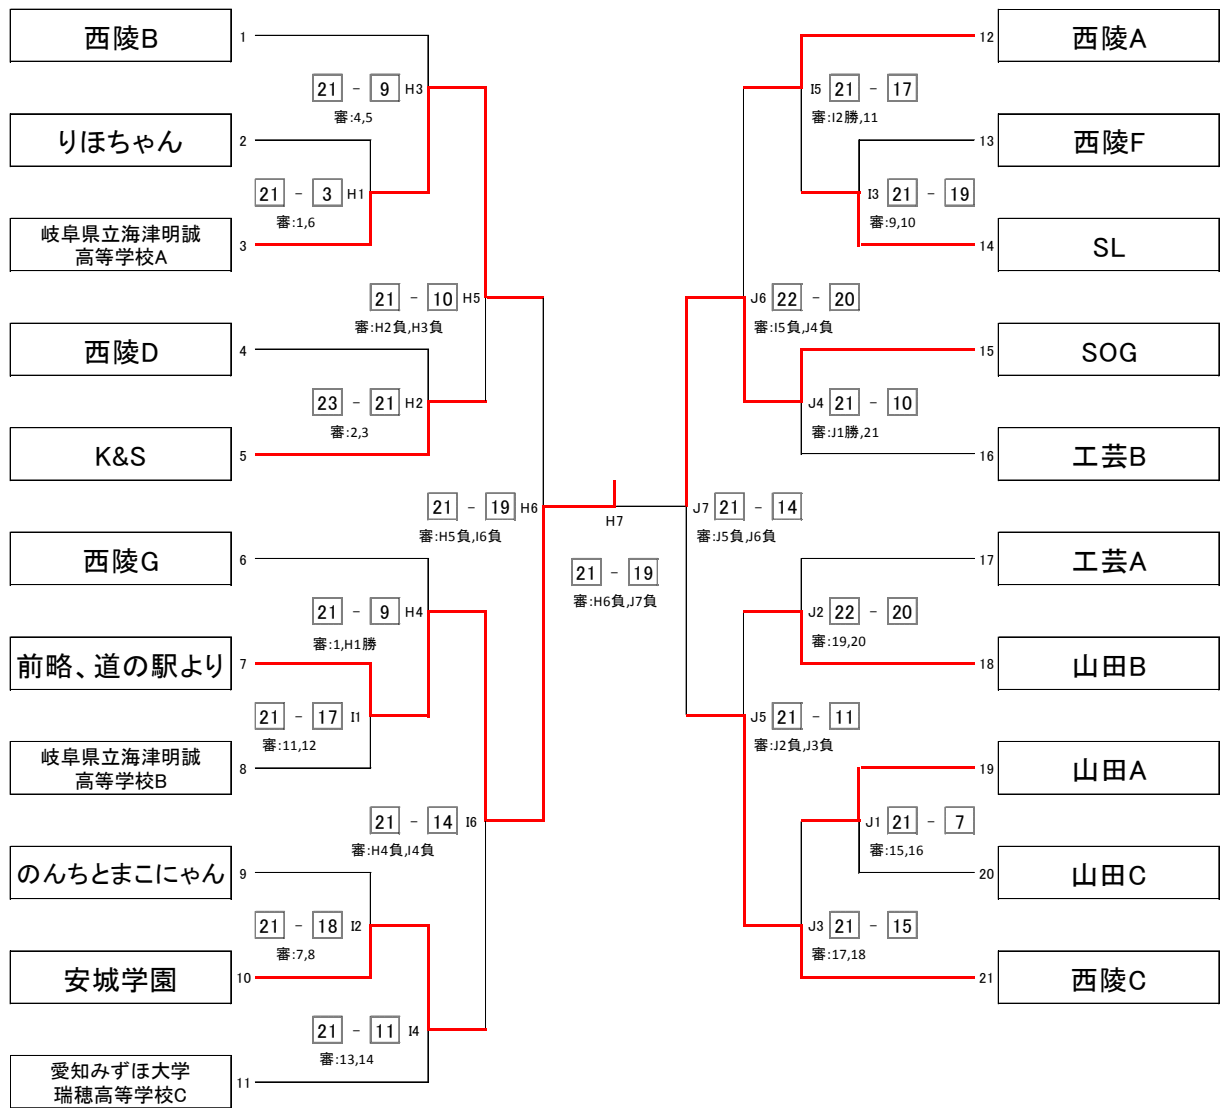 西陵B 1
21 - 9 H3
審:4,5
りほちゃん 2
21 - 3 H1
審:1,6
岐阜県立海津明誠
高等学校A 3
21 - 10 H5
審:H2負,H3負
西陵D 4
23 - 21 H2
審:2,3
K&S 5
21 - 19 H6
審:H5負,I6負
西陵G 6
21 - 9 H4
審:1,H1勝
前略、道の駅より 7
21 - 17 I1
審:11,12
岐阜県立海津明誠
高等学校B 8
21 - 14 I6
審:H4負,I4負
のんちとまこにゃん 9
21 - 18 I2
審:7,8
安城学園 10
21 - 11 I4
審:13,14
愛知みずほ大学
瑞穂高等学校C 11
H7
21 - 19
審:H6負,J7負
12 西陵A
I5 21 - 17
審:I2勝,11
13 西陵F
I3 21 - 19
審:9,10
14 SL
J6 22 - 20
審:I5負,J4負
15 SOG
J4 21 - 10
審:J1勝,21
16 工芸B
J7 21 - 14
審:J5負,J6負
17 工芸A
J2 22 - 20
審:19,20
18 山田B
J5 21 - 11
審:J2負,J3負
19 山田A
J1 21 - 7
審:15,16
20 山田C
J3 21 - 15
審:17,18
21 西陵C